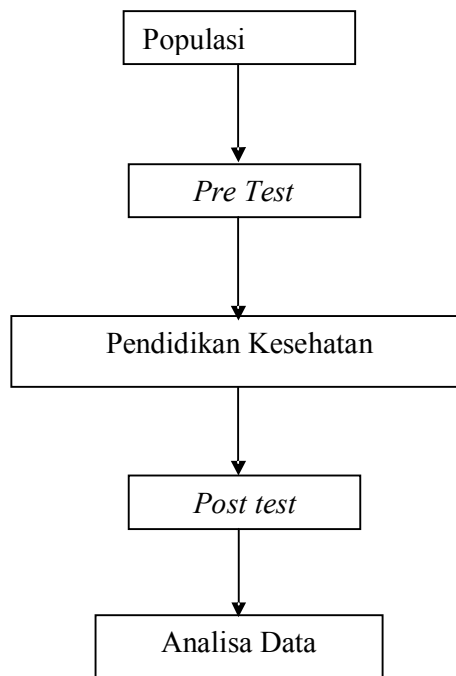 Populasi
Pre Test
Pendidikan Kesehatan
Post test
Analisa Data